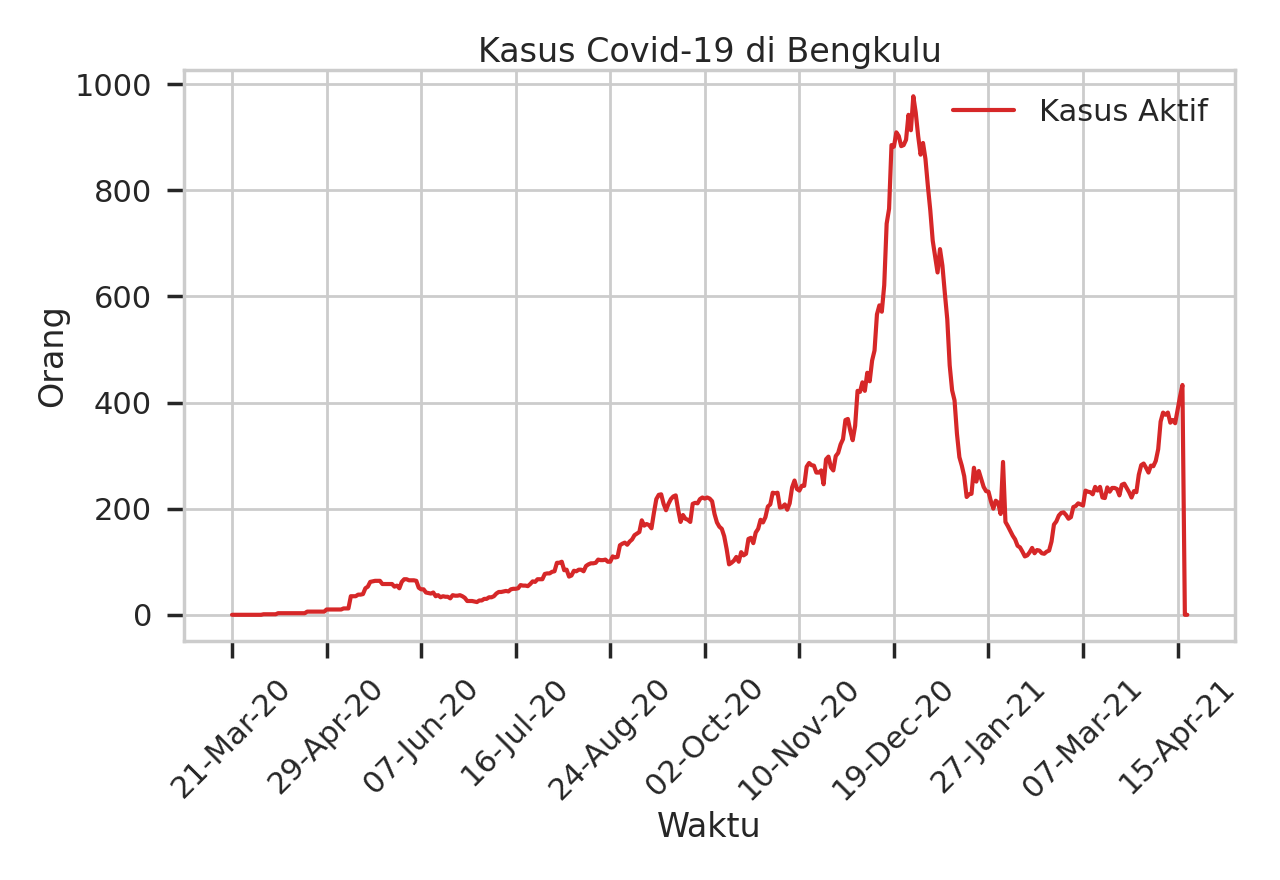 Kasus Covid-19 di Bengkulu
1000
800
600
400
200
0
Orang
Kasus Aktif
21-Mar-20
29-Apr-20
07-Jun-20
16-Jul-20
24-Aug-20
02-Oct-20
10-Nov-20
19-Dec-20
27-Jan-21
07-Mar-21
15-Apr-21
Waktu